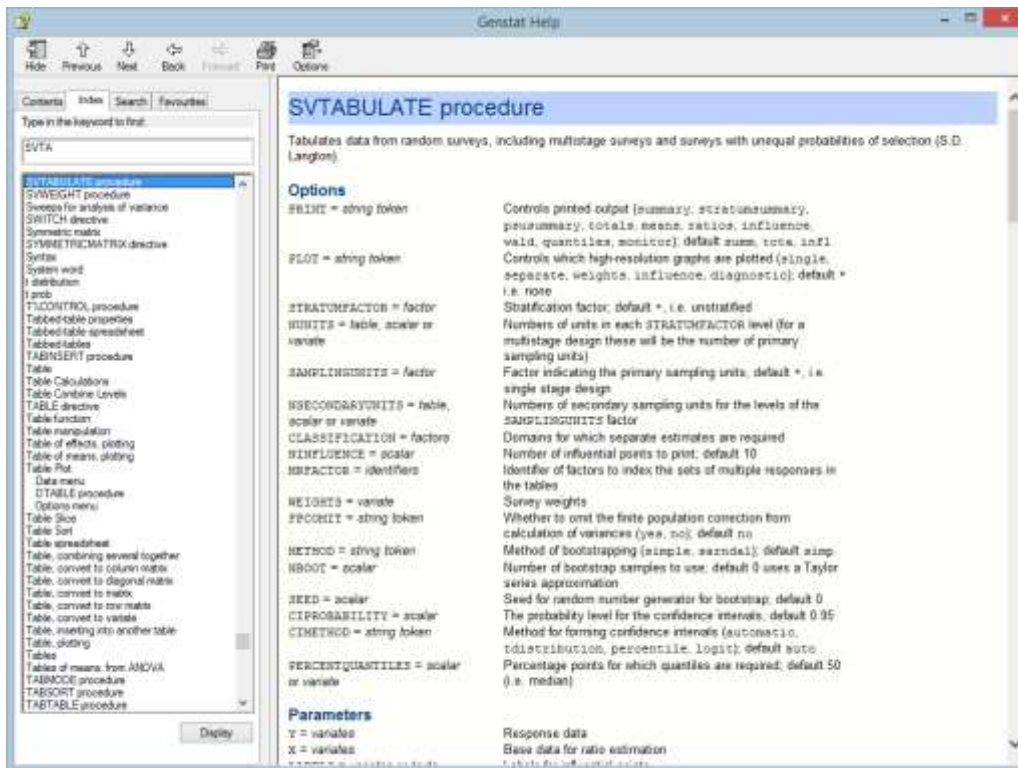 Genstat Help
Hide Previous Next Back Forward Print Options
Contents Index Search Favourites
Type in the keyword to find:
SVTA
SVTABULATE procedure
SVWEIGHT procedure
Sweeps for analysis of variance
SWITCH directive
Symmetric matrix
SYMMETRICMATRIX directive
Syntax
System word
t distribution
t prob
T%CONTROL procedure
Tabbed-table properties
Tabbed-table spreadsheet
Tabbed-tables
TABINSERT procedure
Table
Table Calculations
Table Combine Levels
TABLE directive
Table function
Table manipulation
Table of effects, plotting
Table of means, plotting
Table Plot
Data menu
DTABLE procedure
Options menu
Table Slice
Table Sort
Table spreadsheet
Table, combining several together
Table, convert to column matrix
Table, convert to diagonal matrix
Table, convert to matrix
Table, convert to row matrix
Table, convert to variate
Table, inserting into another table
Table, plotting
Tables
Tables of means, from ANOVA
TABMODE procedure
TABSORT procedure
TABTABLE procedure
Display
SVTABULATE procedure
Tabulates data from random surveys, including multistage surveys and surveys with unequal probabilities of selection (S.D.
Langton).
Options
PRINT = string token Controls printed output (summary, stratumsummary,
psusummary, totals, means, ratios, influence,
wald, quantiles, monitor); default summ, tota, infl
PLOT = string token Controls which high-resolution graphs are plotted (single,
separate, weights, influence, diagnostic); default *
i.e. none
STRATUMFACTOR = factor Stratification factor; default *, i.e. unstratified
NUNITS = table, scalar or Numbers of units in each STRATUMFACTOR level (for a
variate multistage design these will be the number of primary
sampling units)
SAMPLINGUNITS = factor Factor indicating the primary sampling units, default *, i.e.
single stage design
NSECONDARYUNITS = table, Numbers of secondary sampling units for the levels of the
scalar or variate SAMPLINGUNITS factor
CLASSIFICATION = factors Domains for which separate estimates are required
NINFLUENCE = scalar Number of influential points to print; default 10
MRFACTOR = identifiers Identifier of factors to index the sets of multiple responses in
the tables
WEIGHTS = variate Survey weights
FPCOMIT = string token Whether to omit the finite population correction from
calculation of variances (yes, no); default no
METHOD = string token Method of bootstrapping (simple, sarndal); default simp
NBOOT = scalar Number of bootstrap samples to use; default 0 uses a Taylor
series approximation
SEED = scalar Seed for random number generator for bootstrap; default 0
CIPROBABILITY = scalar The probability level for the confidence intervals; default 0.95
CIMETHOD = string token Method for forming confidence intervals (automatic,
tdistribution, percentile, logit); default auto
PERCENTQUANTILES = scalar Percentage points for which quantiles are required; default 50
or variate (i.e. median)
Parameters
Y = variates Response data
X = variates Base data for ratio estimation